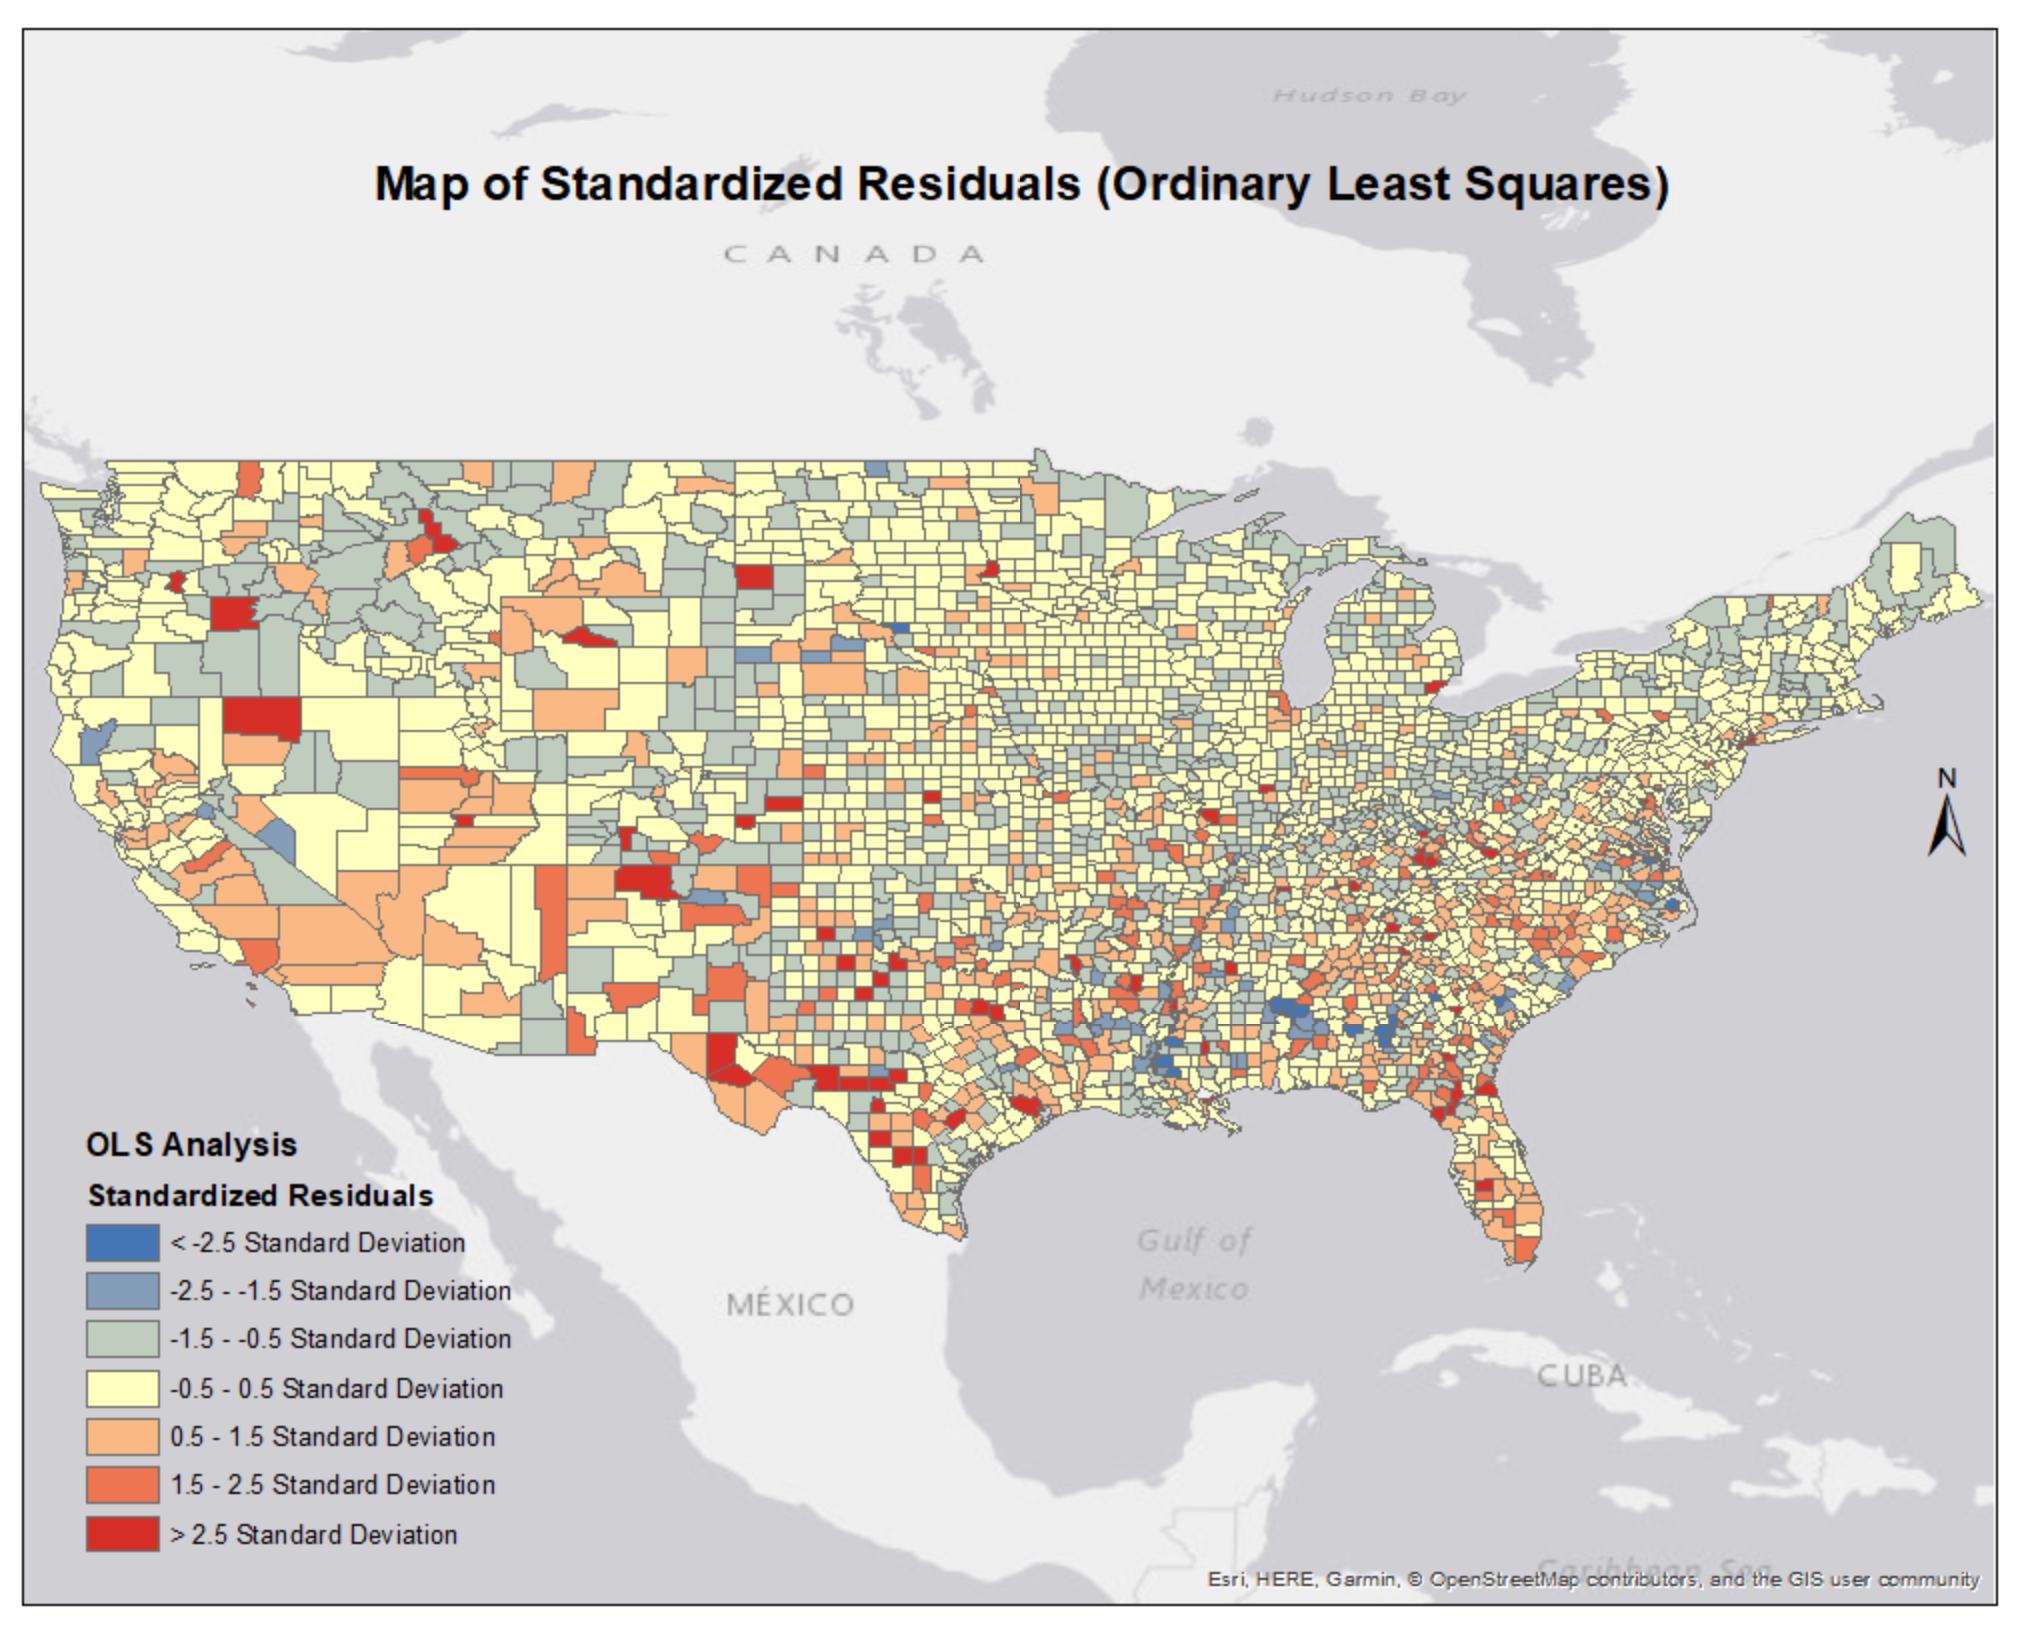 Hudson Bay
Map of Standardized Residuals (Ordinary Least Squares)
CANADA
N
OLS Analysis
Standardized Residuals
< -2.5 Standard Deviation
-2.5 - -1.5 Standard Deviation
-1.5 - -0.5 Standard Deviation
-0.5 - 0.5 Standard Deviation
0.5 - 1.5 Standard Deviation
1.5 - 2.5 Standard Deviation
> 2.5 Standard Deviation
Gulf of
Mexico
MÉXICO
CUBA
Caribbean Sea
Esri, HERE, Garmin, © OpenStreetMap contributors, and the GIS user community